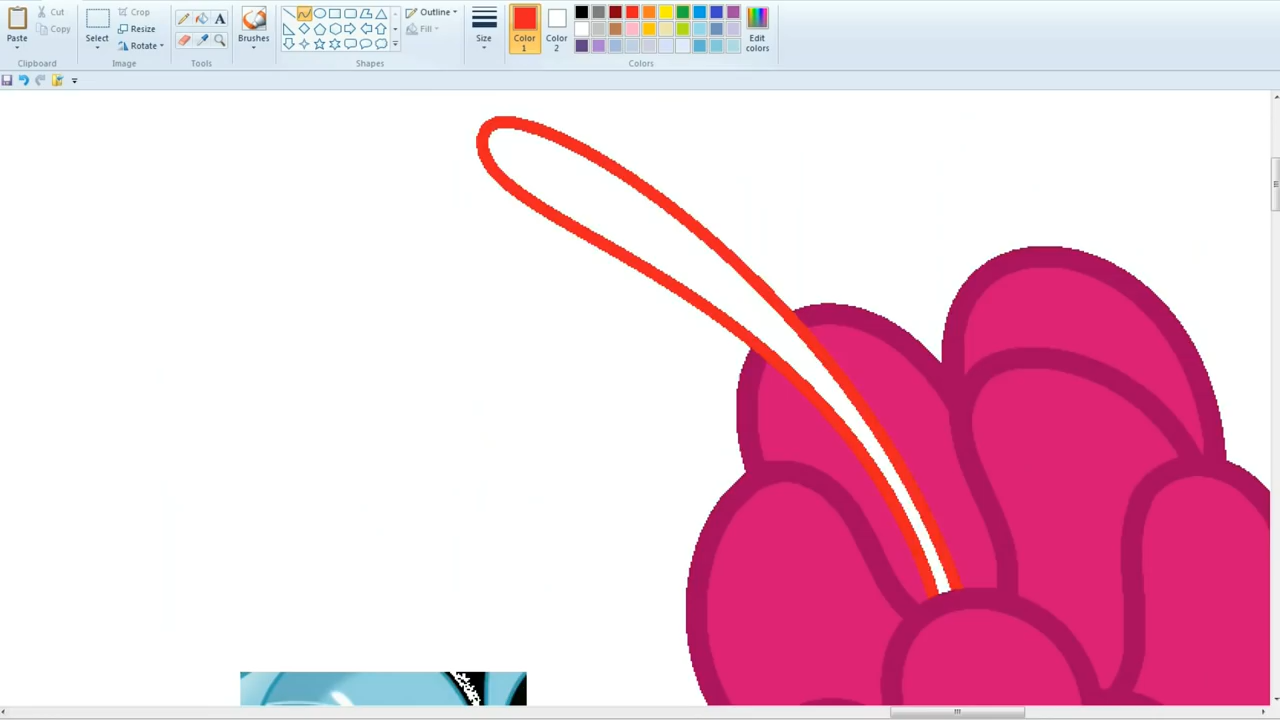 Paste
Cut
Copy
Clipboard
Select
Crop
Resize
Rotate
Image
A
Tools
Brushes
Shapes
Outline
Fill
Size
Color
1
Color
2
Colors
Edit
colors